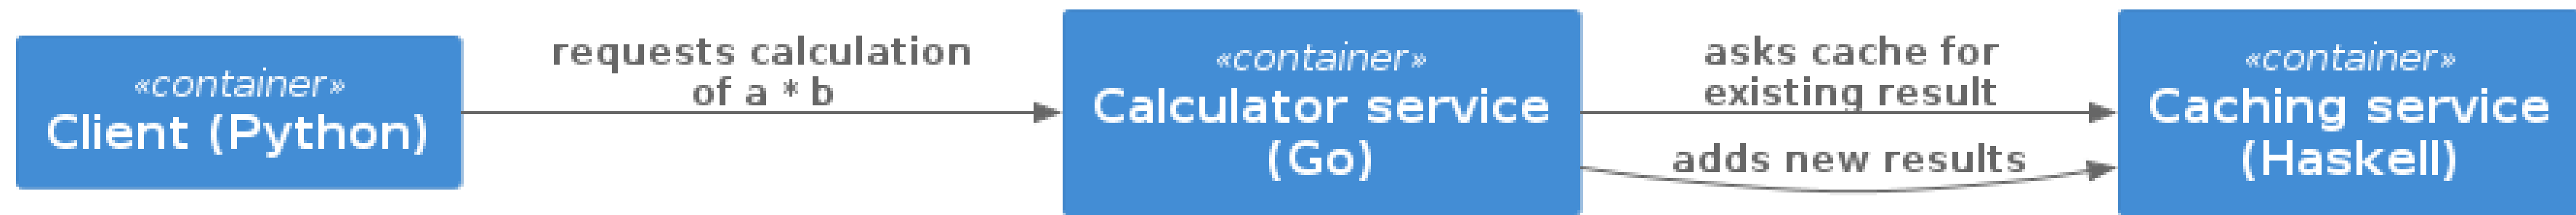 «container»
Client (Python)
requests calculation
of a * b
«container»
Calculator service
(Go)
asks cache for
existing result
adds new results
«container»
Caching service
(Haskell)